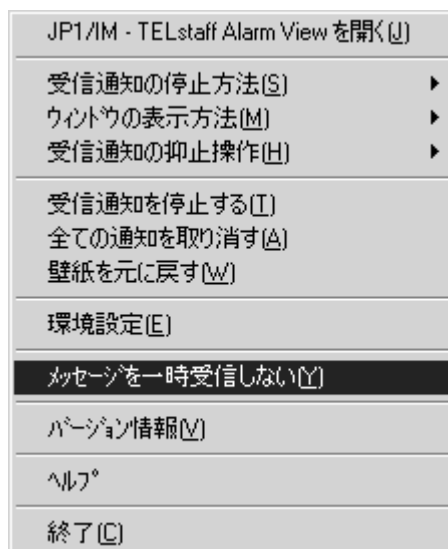 JP1/IM - TELstaff Alarm View を開く(J)
受信通知の停止方法(S)
ウィンドウの表示方法(M)
受信通知の抑止操作(H)
受信通知を停止する(T)
全ての通知を取り消す(A)
壁紙を元に戻す(W)
環境設定(E)
メッセージを一時受信しない(Y)
バージョン情報(V)
ヘルプ
終了(C)